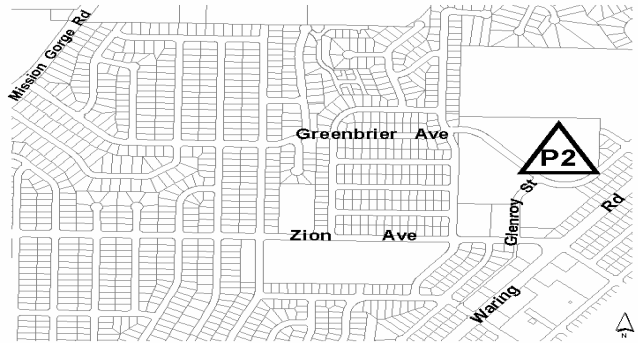 Mission Gorge Rd
Greenbrier Ave
P2
Glenroy St
Rd
Zion Ave
Waring
N